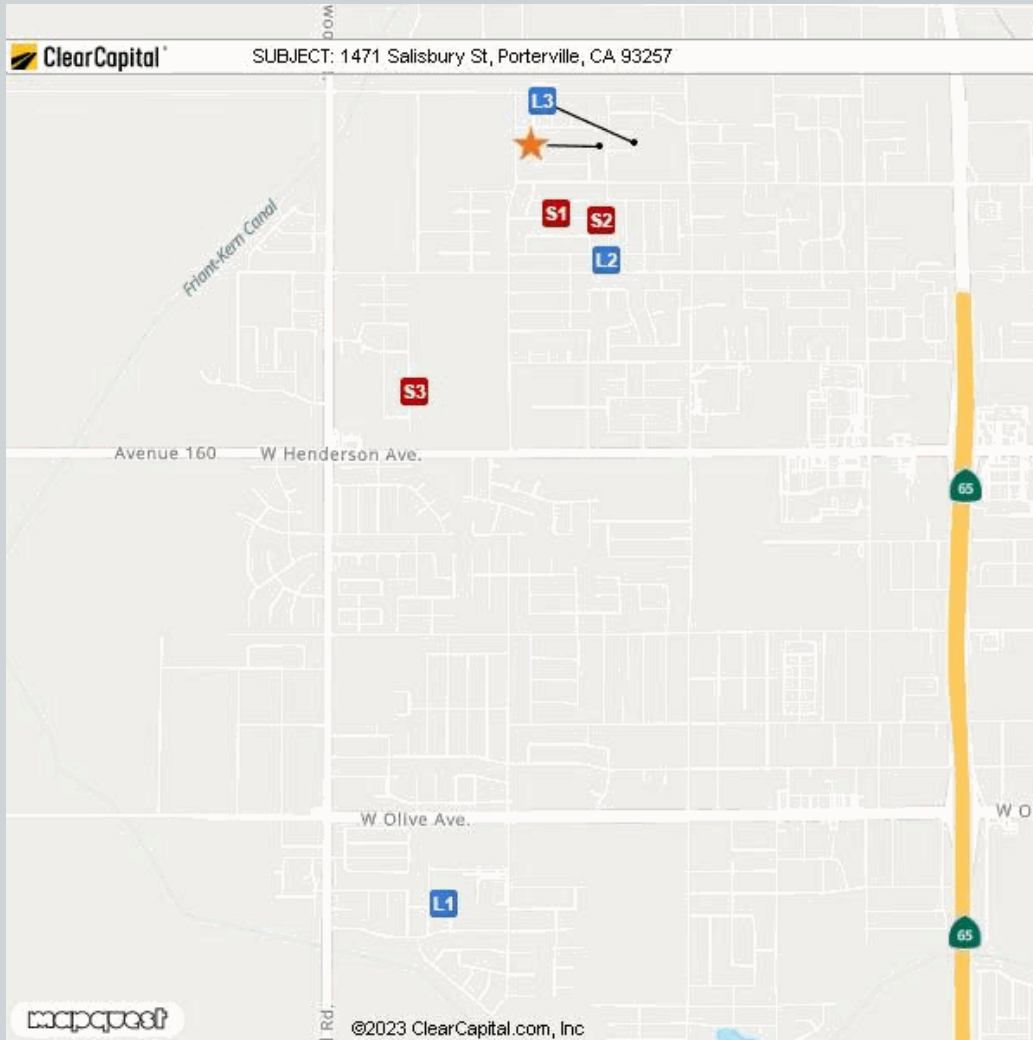 WOO
ClearCapital
SUBJECT: 1471 Salisbury St, Porterville, CA 93257
L3
S1
S2
L2
Friant-Kern Canal
S3
Avenue 160
W Henderson Ave.
65
W Olive Ave.
W O
L1
65
mapquest
Rd.
©2023 ClearCapital.com, Inc